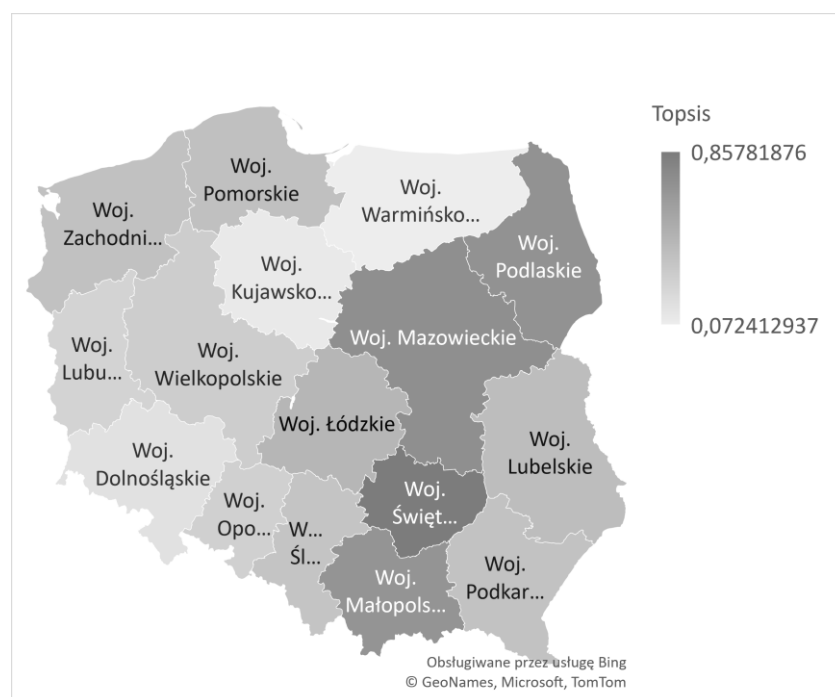 Topsis
0,85781876
0,072412937
Woj.
Pomorskie
Woj.
Warmińsko...
Woj.
Zachodni...
Woj.
Podlaskie
Woj.
Kujawsko...
Woj. Mazowieckie
Woj.
Lubu...
Woj.
Wielkopolskie
Woj. Łódzkie
Woj.
Lubelskie
Woj.
Dolnośląskie
Woj.
Opo...
W...
Śl...
Woj.
Święt...
Woj.
Małopols...
Woj.
Podkar...
Obsługiwane przez usługę Bing
© GeoNames, Microsoft, TomTom